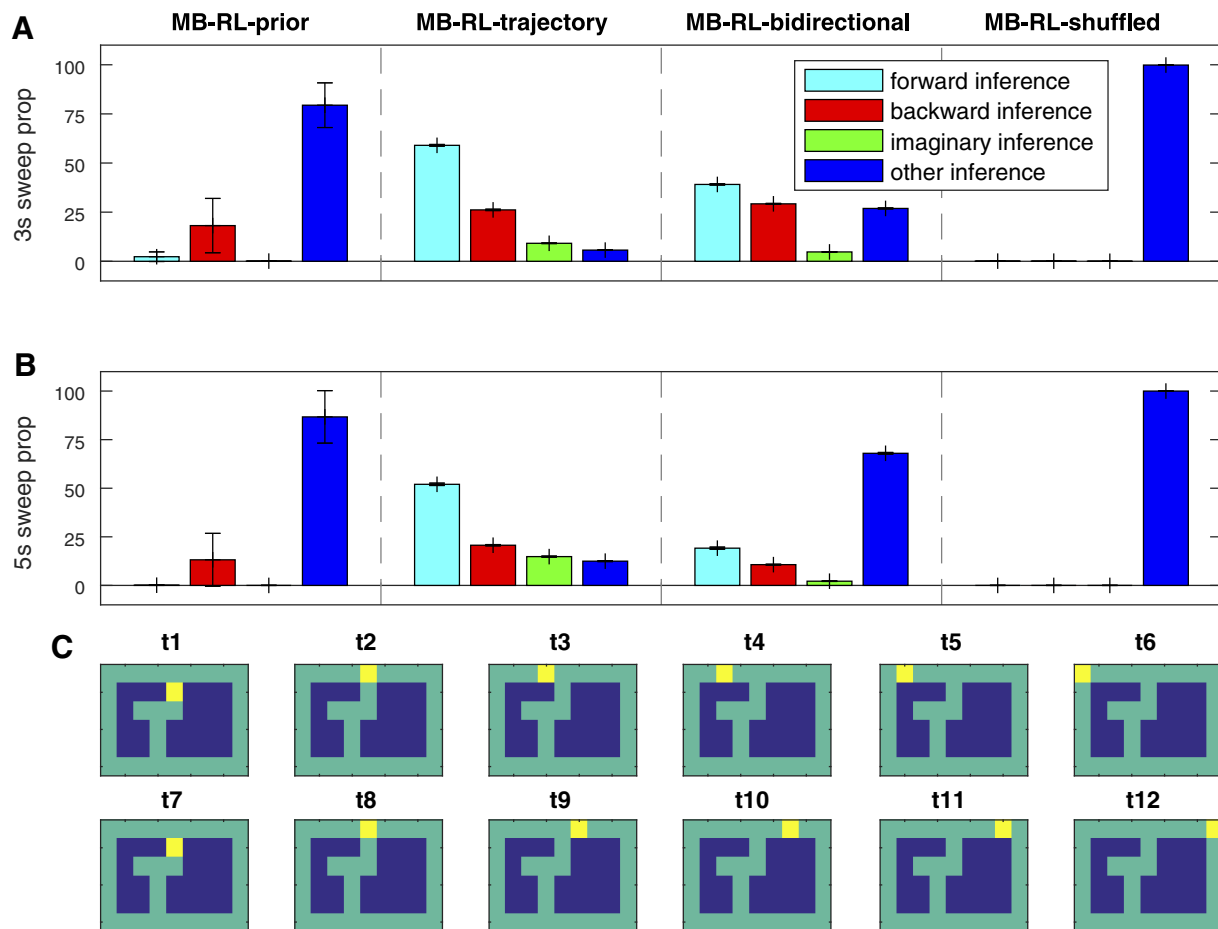 A
MB-RL-prior MB-RL-trajectory MB-RL-bidirectional MB-RL-shuffled
3s sweep prop
100
75
50
25
0
forward inference
backward inference
imaginary inference
other inference
B
5s sweep prop
100
75
50
25
0
C
t1 t2 t3 t4 t5 t6
t7 t8 t9 t10 t11 t12